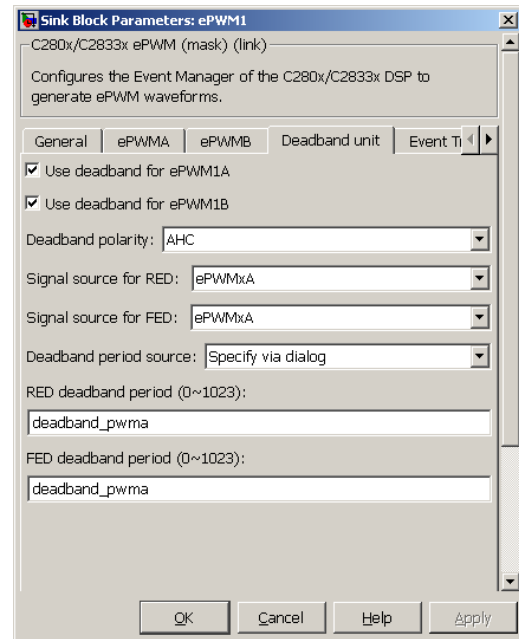 Sink Block Parameters: ePWM1
C280x/C2833x ePWM (mask) (link)
Configures the Event Manager of the C280x/C2833x DSP to
generate ePWM waveforms.
General ePWMA ePWMB Deadband unit Event
Use deadband for ePWM1A
Use deadband for ePWM1B
Deadband polarity: AHC
Signal source for RED: ePWMxA
Signal source for FED: ePWMxA
Deadband period source: Specify via dialog
RED deadband period (0~1023):
deadband_pwma
FED deadband period (0~1023):
deadband_pwma
OK Cancel Help Apply